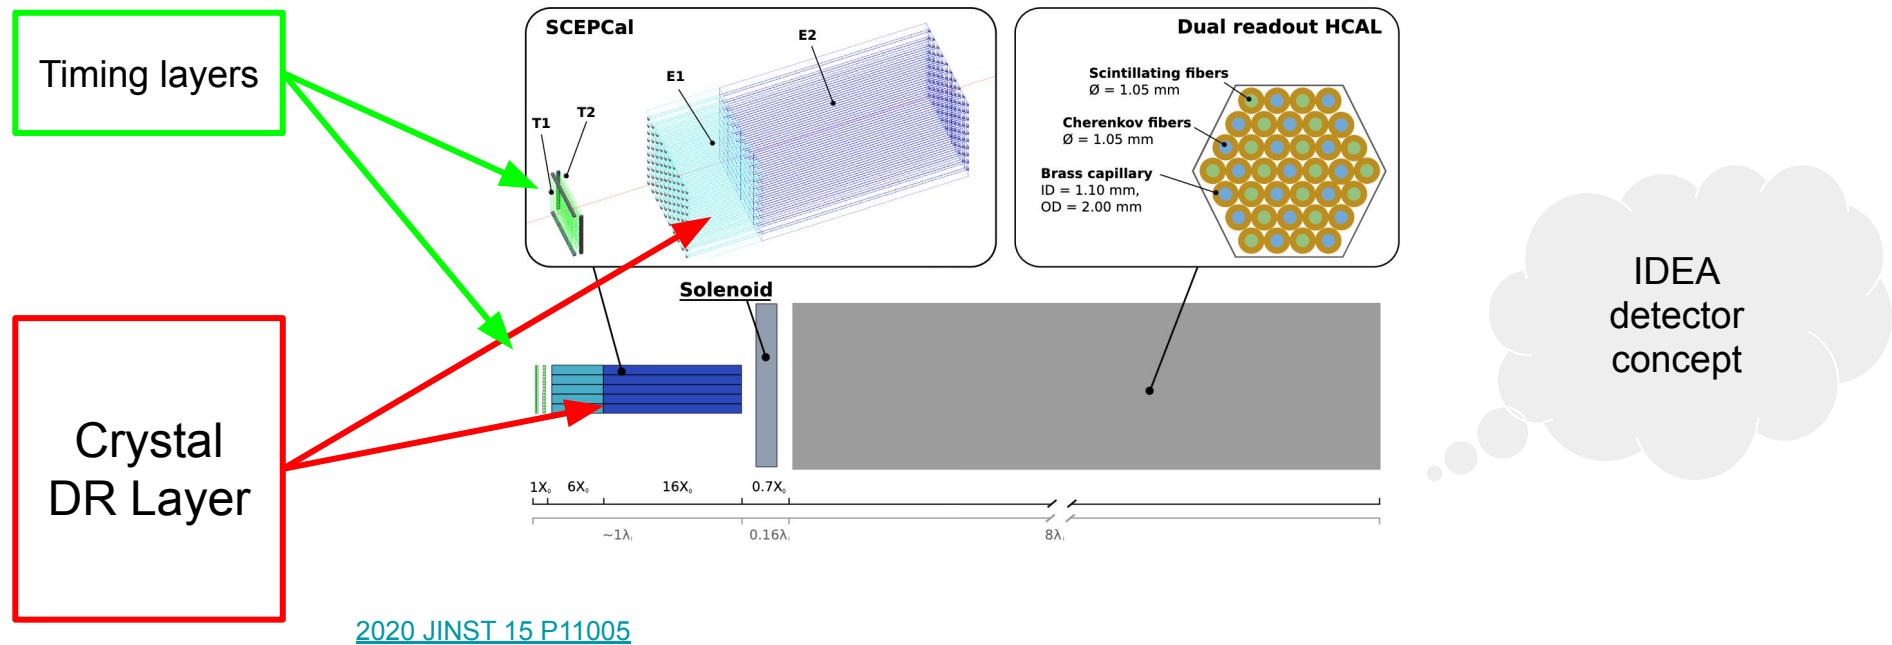 Timing layers
Crystal
DR Layer
SCEPCal
T1
T2
E1
E2
Dual readout HCAL
Scintillating fibers
Ø = 1.05 mm
Cherenkov fibers
Ø = 1.05 mm
Brass capillary
ID = 1.10 mm,
OD = 2.00 mm
Solenoid
1X₀ 6X₀ 16X₀ 0.7X₀
~1λᵢ 0.16λᵢ 8λᵢ
IDEA
detector
concept
2020 JINST 15 P11005